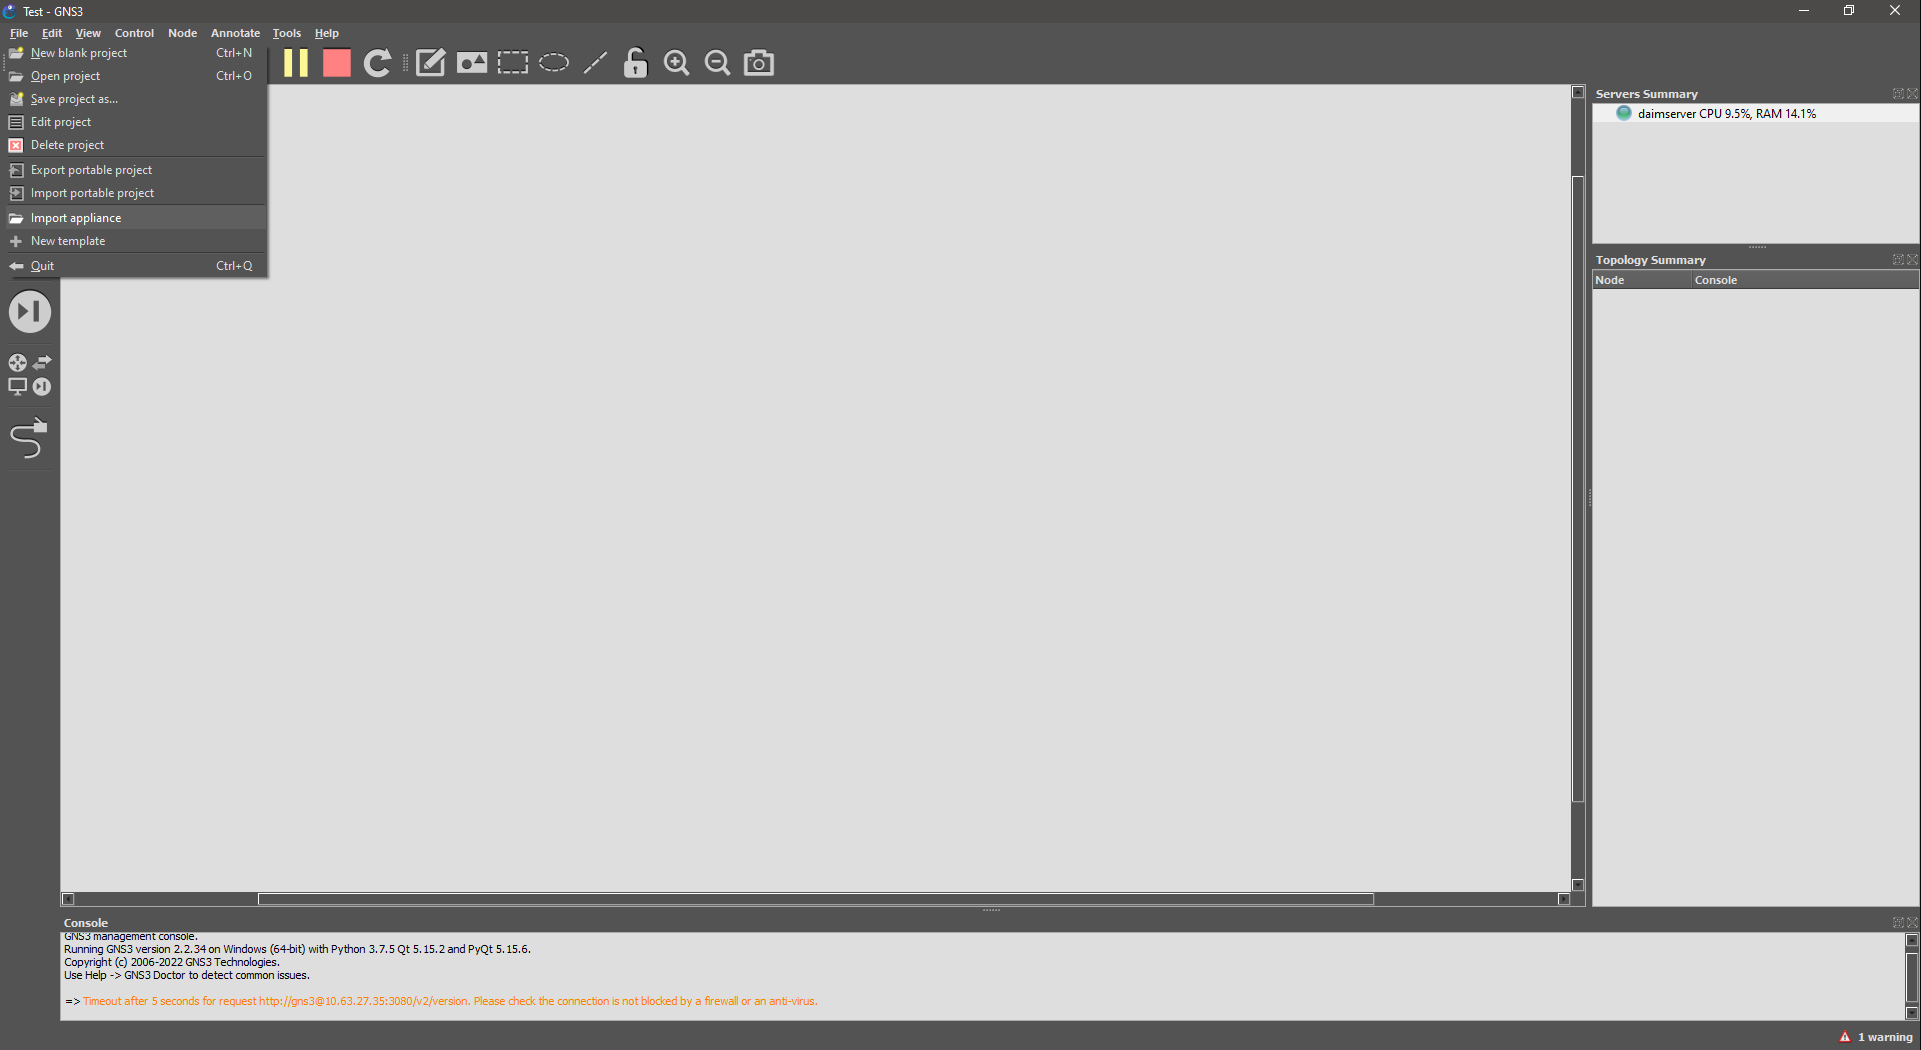 Test - GNS3
File Edit View Control Node Annotate Tools Help
New blank project Ctrl+N
Open project Ctrl+O
Save project as...
Edit project
Delete project
Export portable project
Import portable project
Import appliance
New template
Quit Ctrl+Q
Servers Summary
daimserver CPU 9.5%, RAM 14.1%
Topology Summary
Node Console
Console
GNS3 management console.
Running GNS3 version 2.2.34 on Windows (64-bit) with Python 3.7.5 Qt 5.15.2 and PyQt 5.15.6.
Copyright (c) 2006-2022 GNS3 Technologies.
Use Help -> GNS3 Doctor to detect common issues.
=> Timeout after 5 seconds for request http://gns3@10.63.27.35:3080/v2/version. Please check the connection is not blocked by a firewall or an anti-virus.
1 warning